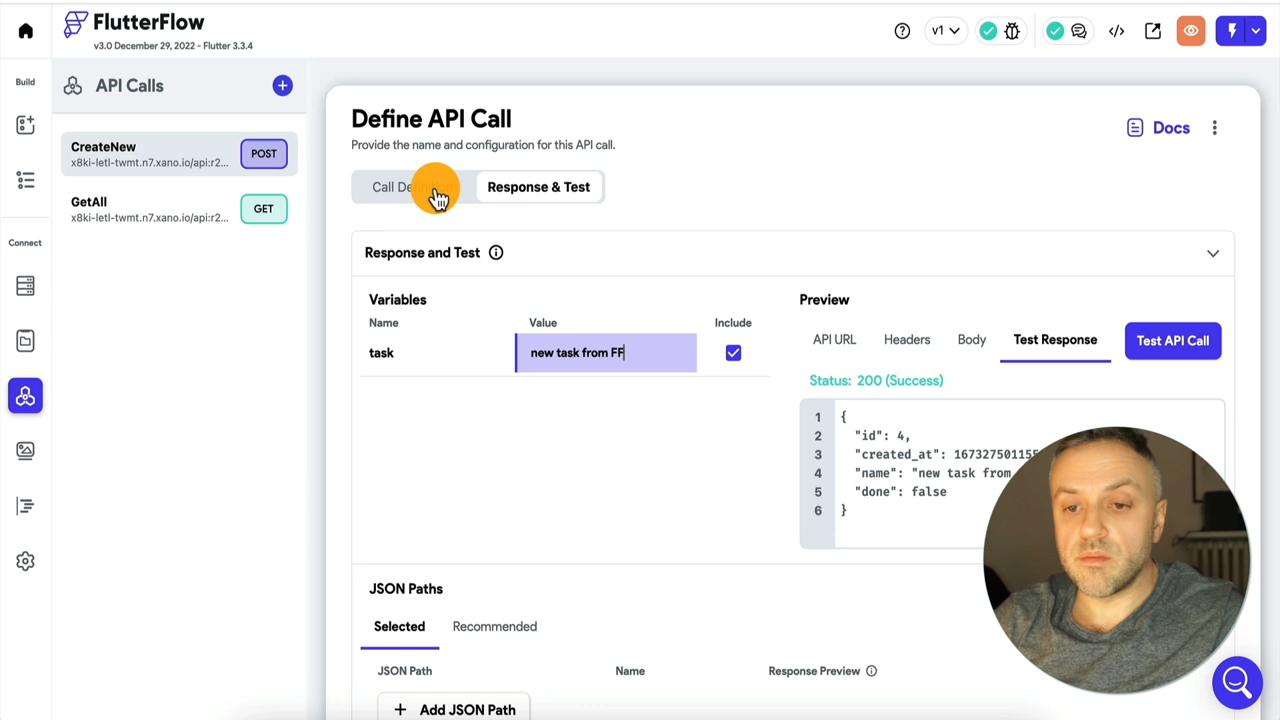 FlutterFlow
v3.0 December 29, 2022 - Flutter 3.3.4
v1
Build
API Calls
CreateNew
x8ki-letl-twmt.n7.xano.io/api:r2...
POST
GetAll
x8ki-letl-twmt.n7.xano.io/api:r2...
GET
Connect
Define API Call
Provide the name and configuration for this API call.
Docs
Call De
Response & Test
Response and Test
Variables
Name
Value
Include
task
new task from FF
Preview
API URL
Headers
Body
Test Response
Test API Call
Status: 200 (Success)
1 {
2 "id": 4,
3 "created_at": 167327501155
4 "name": "new task from
5 "done": false
6 }
JSON Paths
Selected
Recommended
JSON Path
Name
Response Preview
+ Add JSON Path